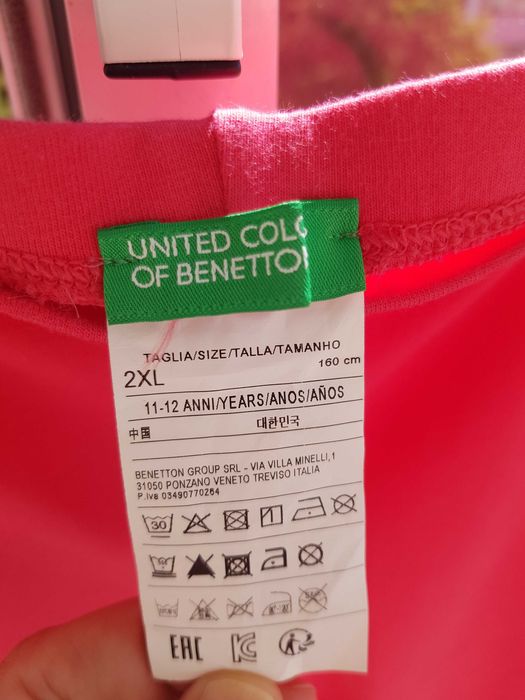 UNITED COLO
OF BENETTON
TAGLIA/SIZE/TALLA/TAMANHO
2XL 160 cm
11-12 ANNI/YEARS/ANOS/AÑOS
中国 대한민국
BENETTON GROUP SRL - VIA VILLA MINELLI,1
31050 PONZANO VENETO TREVISO ITALIA
P.iva 03490770264
30
EAC KC